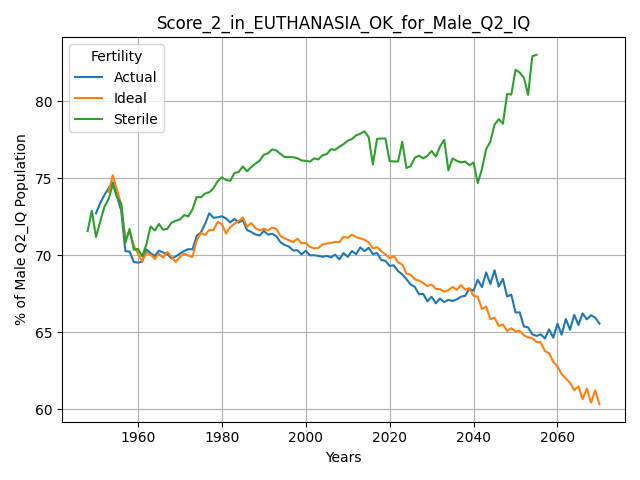 Score_2_in_EUTHANASIA_OK_for_Male_Q2_IQ
Fertility
Actual
Ideal
Sterile
% of Male Q2_IQ Population
80
75
70
65
60
1960
1980
2000
2020
2040
2060
Years